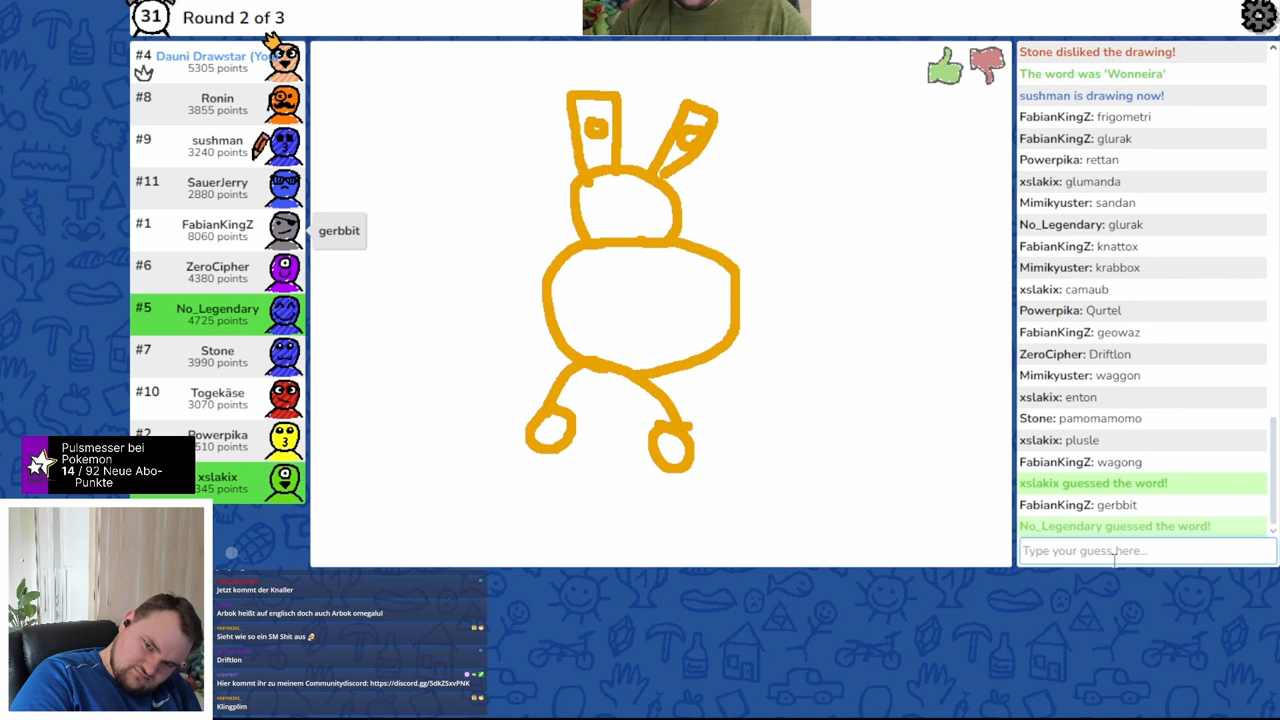 31
Round 2 of 3
#4 Dauni Drawstar (You)
5305 points
#8 Ronin
3855 points
#9 sushman
3240 points
#11 SauerJerry
2880 points
#1 FabianKingZ
8060 points
gerbbit
#6 ZeroCipher
4380 points
#5 No_Legendary
4725 points
#7 Stone
3990 points
#10 Togekäse
3070 points
#2 Powerpika
510 points
xslakix
345 points
Pulsmesser bei
Pokemon
14 / 92 Neue Abo-
Punkte
Stone disliked the drawing!
The word was 'Wonneira'
sushman is drawing now!
FabianKingZ: frigometri
FabianKingZ: glurak
Powerpika: rettan
xslakix: glumanda
Mimikyuster: sandan
No_Legendary: glurak
FabianKingZ: knattox
Mimikyuster: krabbox
xslakix: camaub
Powerpika: Qurtel
FabianKingZ: geowaz
ZeroCipher: Driftlon
Mimikyuster: waggon
xslakix: enton
Stone: pamomamomo
xslakix: plusle
FabianKingZ: wagong
xslakix guessed the word!
FabianKingZ: gerbbit
No_Legendary guessed the word!
Type your guess here...
Jetzt kommt der Knaller
Arbok heißt auf englisch doch auch Arbok omegalul
Sieht wie so ein SM Shit aus
Driftlon
Hier kommt ihr zu meinem Communitydiscord: https://discord.gg/5dkZSxvPNK
Klingplim